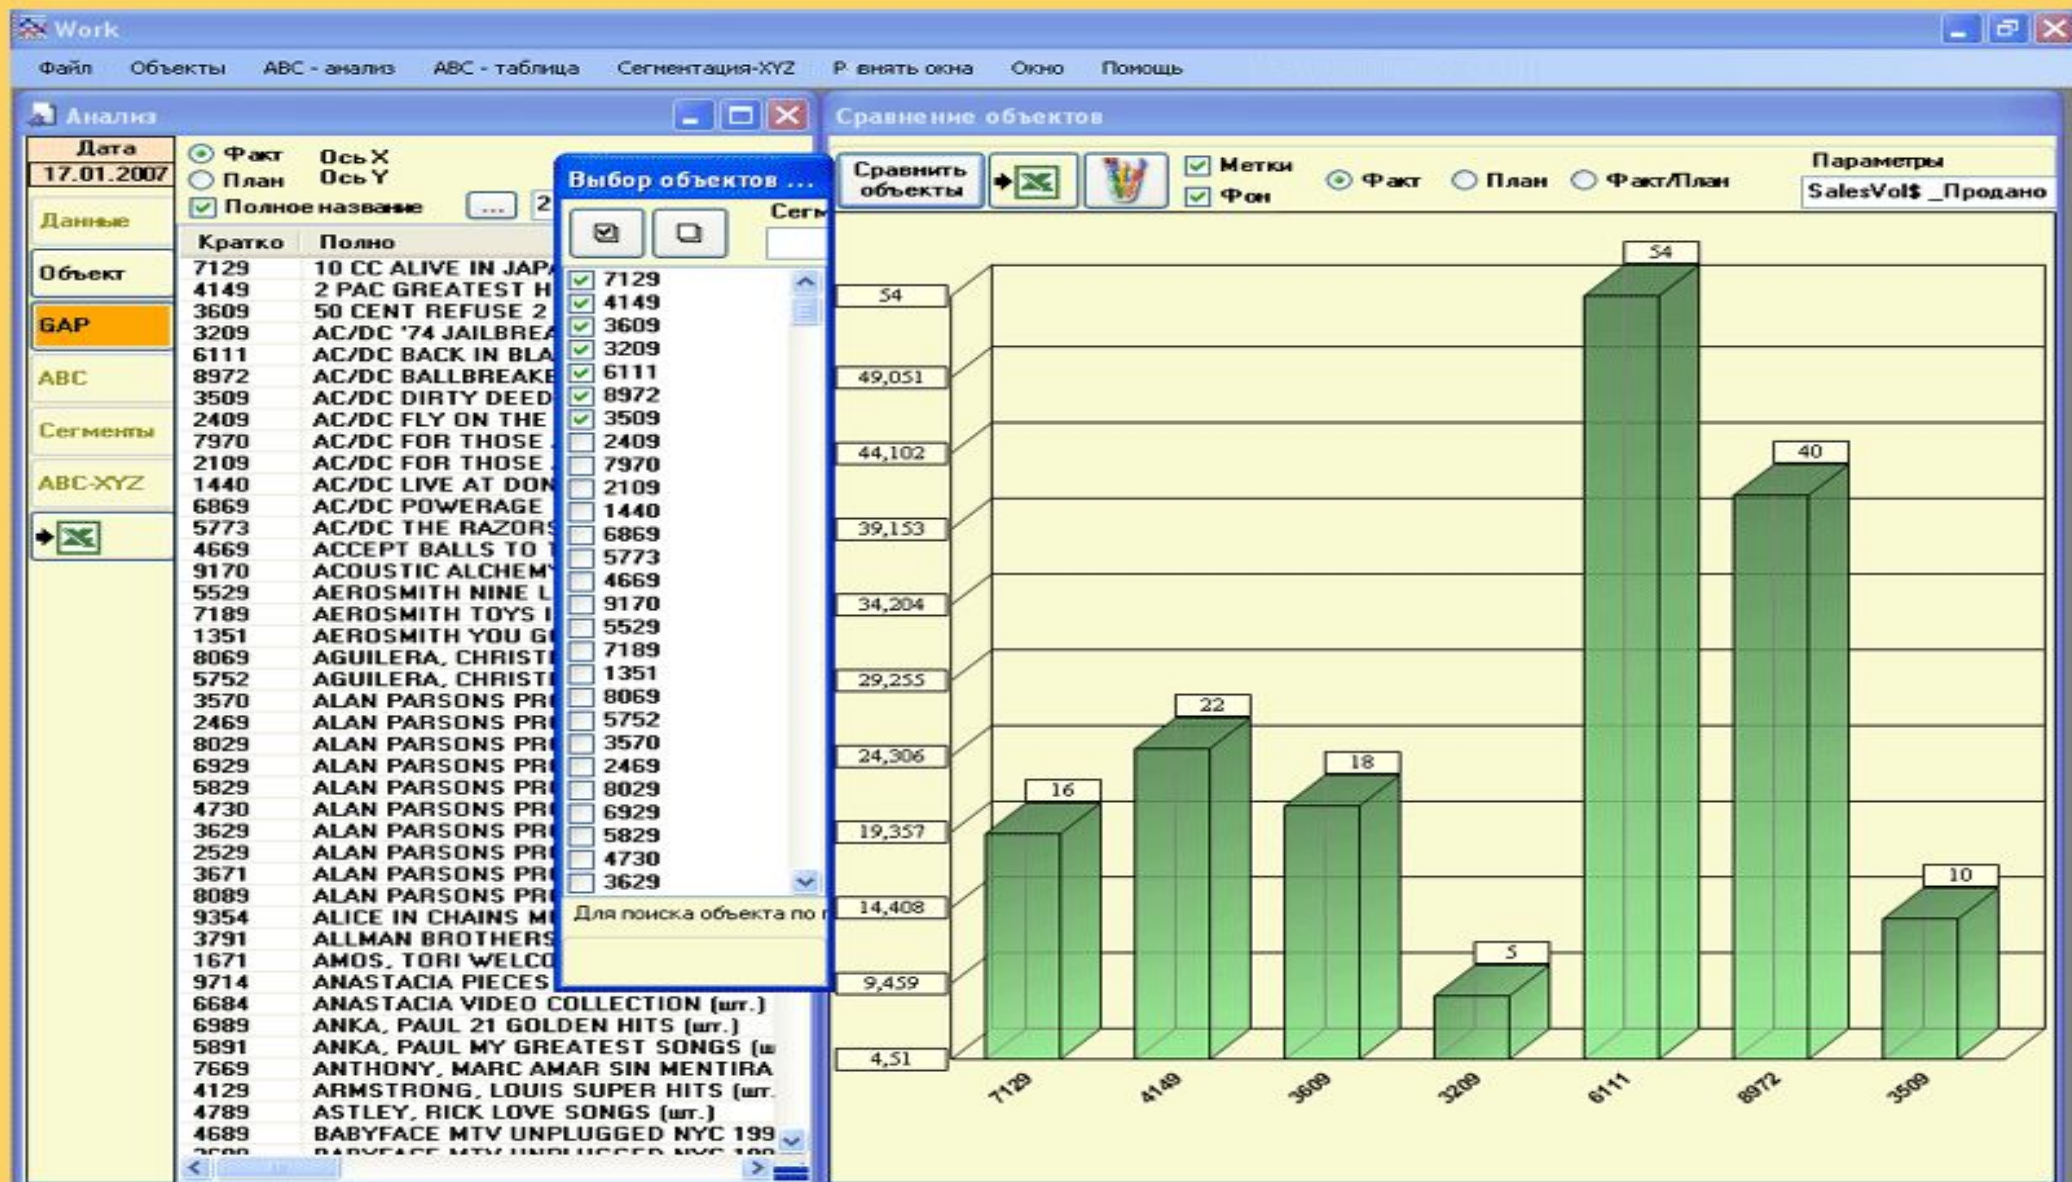 Work
Файл Объекты ABC - анализ ABC - таблица Сегментация-XYZ Р внять окна Окно Помощь
Анализ
Дата
17.01.2007
Данные
Объект
GAP
ABC
Сегменты
ABC-XYZ
Факт Ось X
План Ось Y
Полное название ... 2
Кратко Полно
7129 10 CC ALIVE IN JAP
4149 2 PAC GREATEST H
3609 50 CENT REFUSE 2
3209 AC/DC '74 JAILBREA
6111 AC/DC BACK IN BLA
8972 AC/DC BALLBREAKE
3509 AC/DC DIRTY DEED
2409 AC/DC FLY ON THE
7970 AC/DC FOR THOSE
2109 AC/DC FOR THOSE
1440 AC/DC LIVE AT DON
6869 AC/DC POWERAGE
5773 AC/DC THE RAZORS
4669 ACCEPT BALLS TO T
9170 ACOUSTIC ALCHEMY
5529 AEROSMITH NINE L
7189 AEROSMITH TOYS I
1351 AEROSMITH YOU G
8069 AGUILERA, CHRISTI
5752 AGUILERA, CHRISTI
3570 ALAN PARSONS PR
2469 ALAN PARSONS PR
8029 ALAN PARSONS PR
6929 ALAN PARSONS PR
5829 ALAN PARSONS PR
4730 ALAN PARSONS PR
3629 ALAN PARSONS PR
2529 ALAN PARSONS PR
3671 ALAN PARSONS PR
8089 ALAN PARSONS PR
9354 ALICE IN CHAINS M
3791 ALLMAN BROTHERS
1671 AMOS, TORI WELCO
9714 ANASTACIA PIECES
6684 ANASTACIA VIDEO COLLECTION (шт.)
6989 ANKA, PAUL 21 GOLDEN HITS (шт.)
5891 ANKA, PAUL MY GREATEST SONGS (ш
7669 ANTHONY, MARC AMAR SIN MENTIRA
4129 ARMSTRONG, LOUIS SUPER HITS (шт.
4789 ASTLEY, RICK LOVE SONGS (шт.)
4689 BABYFACE MTV UNPLUGGED NYC 199
Выбор объектов ...
Сегм
7129
4149
3609
3209
6111
8972
3509
2409
7970
2109
1440
6869
5773
4669
9170
5529
7189
1351
8069
5752
3570
2469
8029
6929
5829
4730
3629
Для поиска объекта по
Сравнение объектов
Сравнить
объекты
Метки
Фон
Факт План Факт/План
Параметры
SalesVol$ _Продано
54
49,051
44,102
39,153
34,204
29,255
24,306
19,357
14,408
9,459
4,51
16 22 18 5 54 40 10
7129 4149 3609 3209 6111 8972 3509